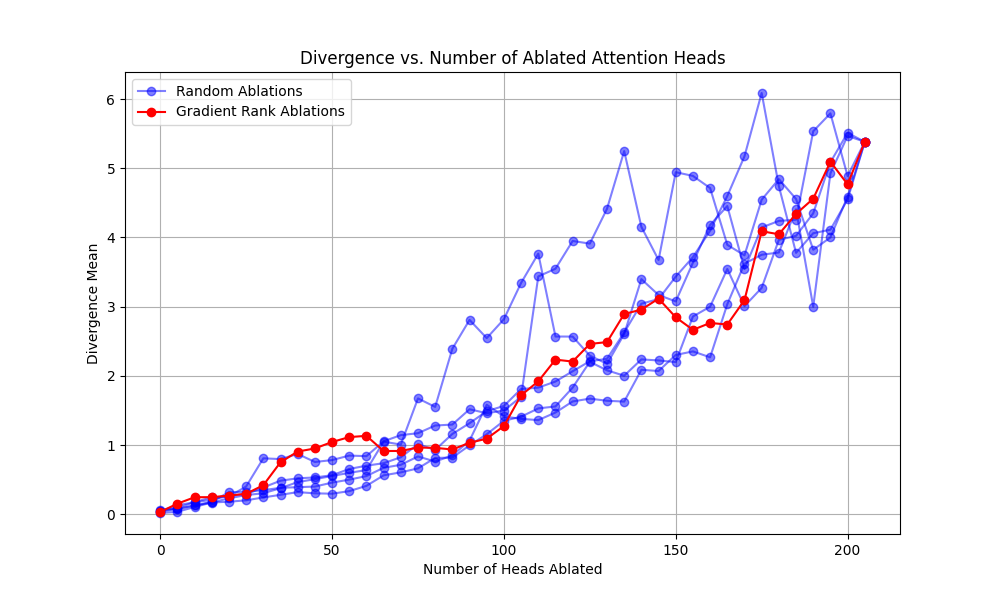 Divergence vs. Number of Ablated Attention Heads
Random Ablations
Gradient Rank Ablations
Divergence Mean
6
5
4
3
2
1
0
0 50 100 150 200
Number of Heads Ablated